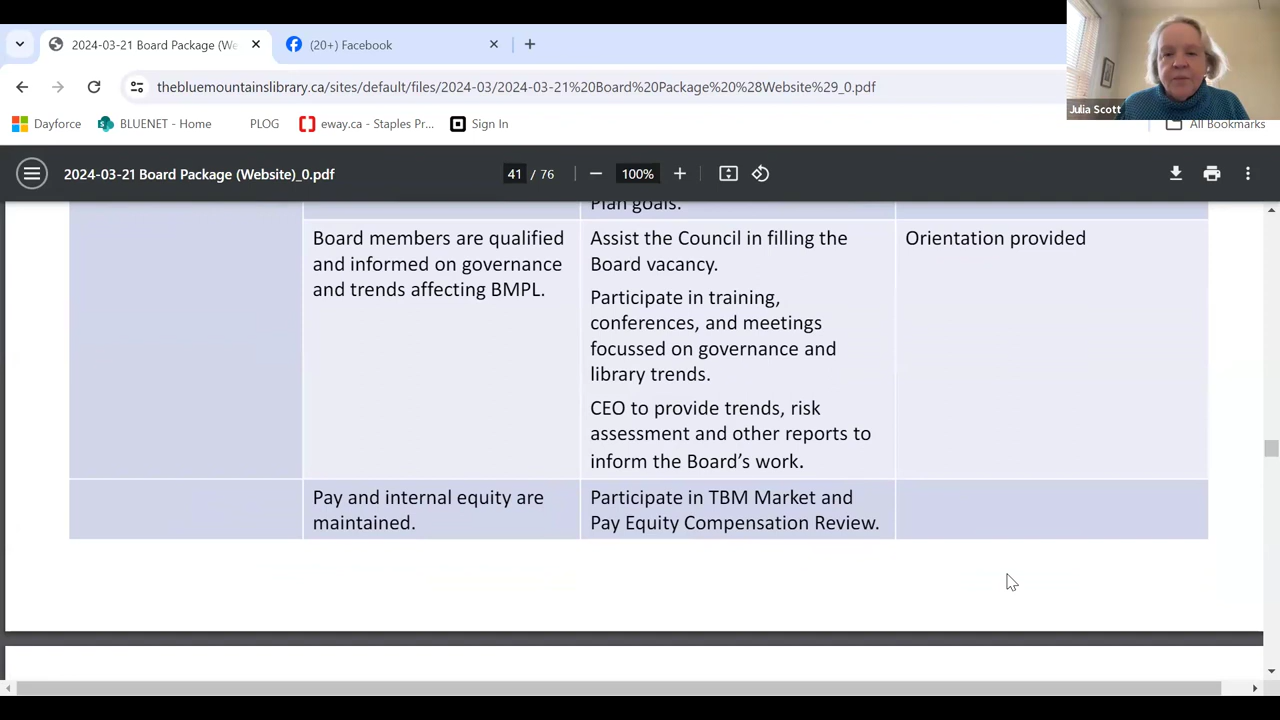 2024-03-21 Board Package (We
(20+) Facebook
thebluemountainslibrary.ca/sites/default/files/2024-03/2024-03-21%20Board%20Package%20%28Website%29_0.pdf
Julia Scott
Dayforce
BLUENET - Home
PLOG
eway.ca - Staples Pr...
Sign In
All Bookmarks
2024-03-21 Board Package (Website)_0.pdf
41 / 76
100%
Plan goals.
Board members are qualified
and informed on governance
and trends affecting BMPL.
Assist the Council in filling the
Board vacancy.
Participate in training,
conferences, and meetings
focussed on governance and
library trends.
CEO to provide trends, risk
assessment and other reports to
inform the Board's work.
Orientation provided
Pay and internal equity are
maintained.
Participate in TBM Market and
Pay Equity Compensation Review.